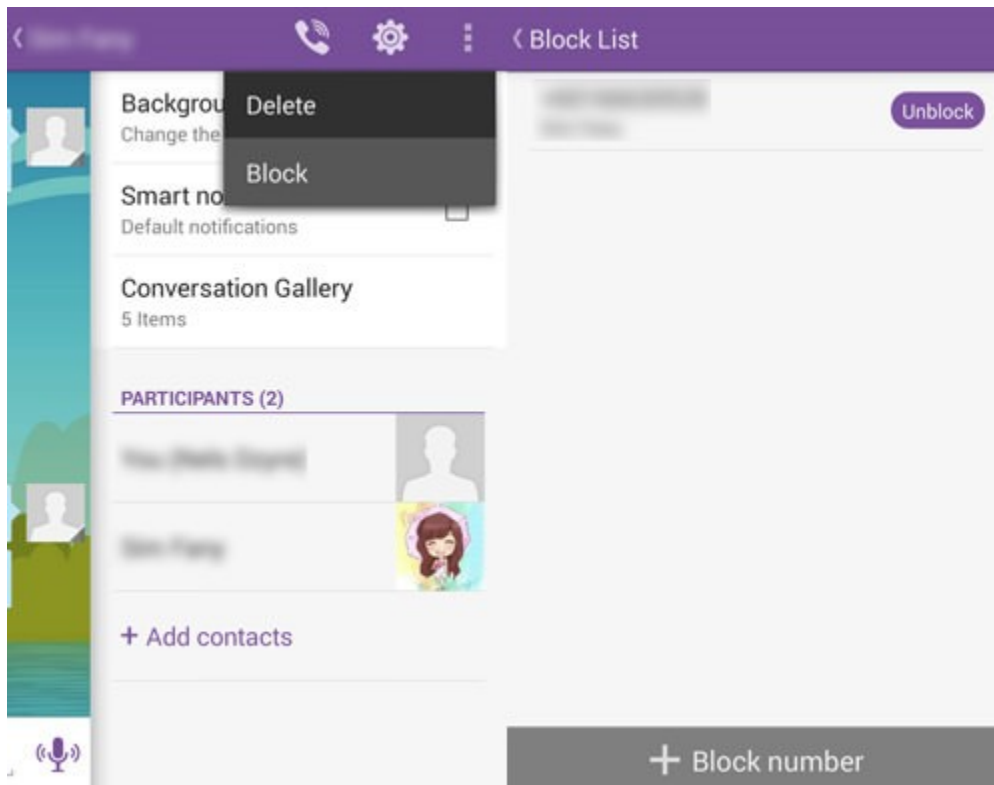 Delete
Block
Backgrou
Change the
Smart no
Default notifications
Conversation Gallery
5 Items
PARTICIPANTS (2)
+ Add contacts
Block List
Unblock
+ Block number